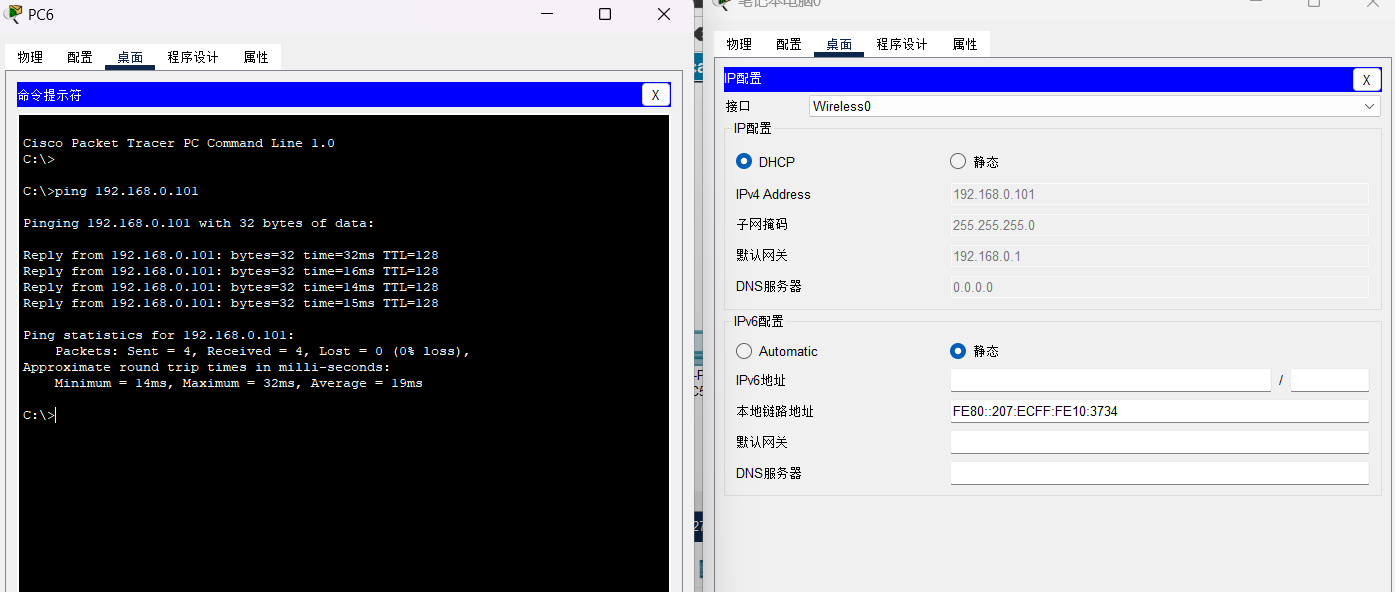 PC6
物理 配置 桌面 程序设计 属性
命令提示符
X
Cisco Packet Tracer PC Command Line 1.0
C:\>
C:\>ping 192.168.0.101
Pinging 192.168.0.101 with 32 bytes of data:
Reply from 192.168.0.101: bytes=32 time=32ms TTL=128
Reply from 192.168.0.101: bytes=32 time=16ms TTL=128
Reply from 192.168.0.101: bytes=32 time=14ms TTL=128
Reply from 192.168.0.101: bytes=32 time=15ms TTL=128
Ping statistics for 192.168.0.101:
Packets: Sent = 4, Received = 4, Lost = 0 (0% loss),
Approximate round trip times in milli-seconds:
Minimum = 14ms, Maximum = 32ms, Average = 19ms
C:\>
笔记本电脑0
物理 配置 桌面 程序设计 属性
IP配置
X
接口 Wireless0
IP配置
DHCP 静态
IPv4 Address 192.168.0.101
子网掩码 255.255.255.0
默认网关 192.168.0.1
DNS服务器 0.0.0.0
IPv6配置
Automatic 静态
IPv6地址 /
本地链路地址 FE80::207:ECFF:FE10:3734
默认网关
DNS服务器